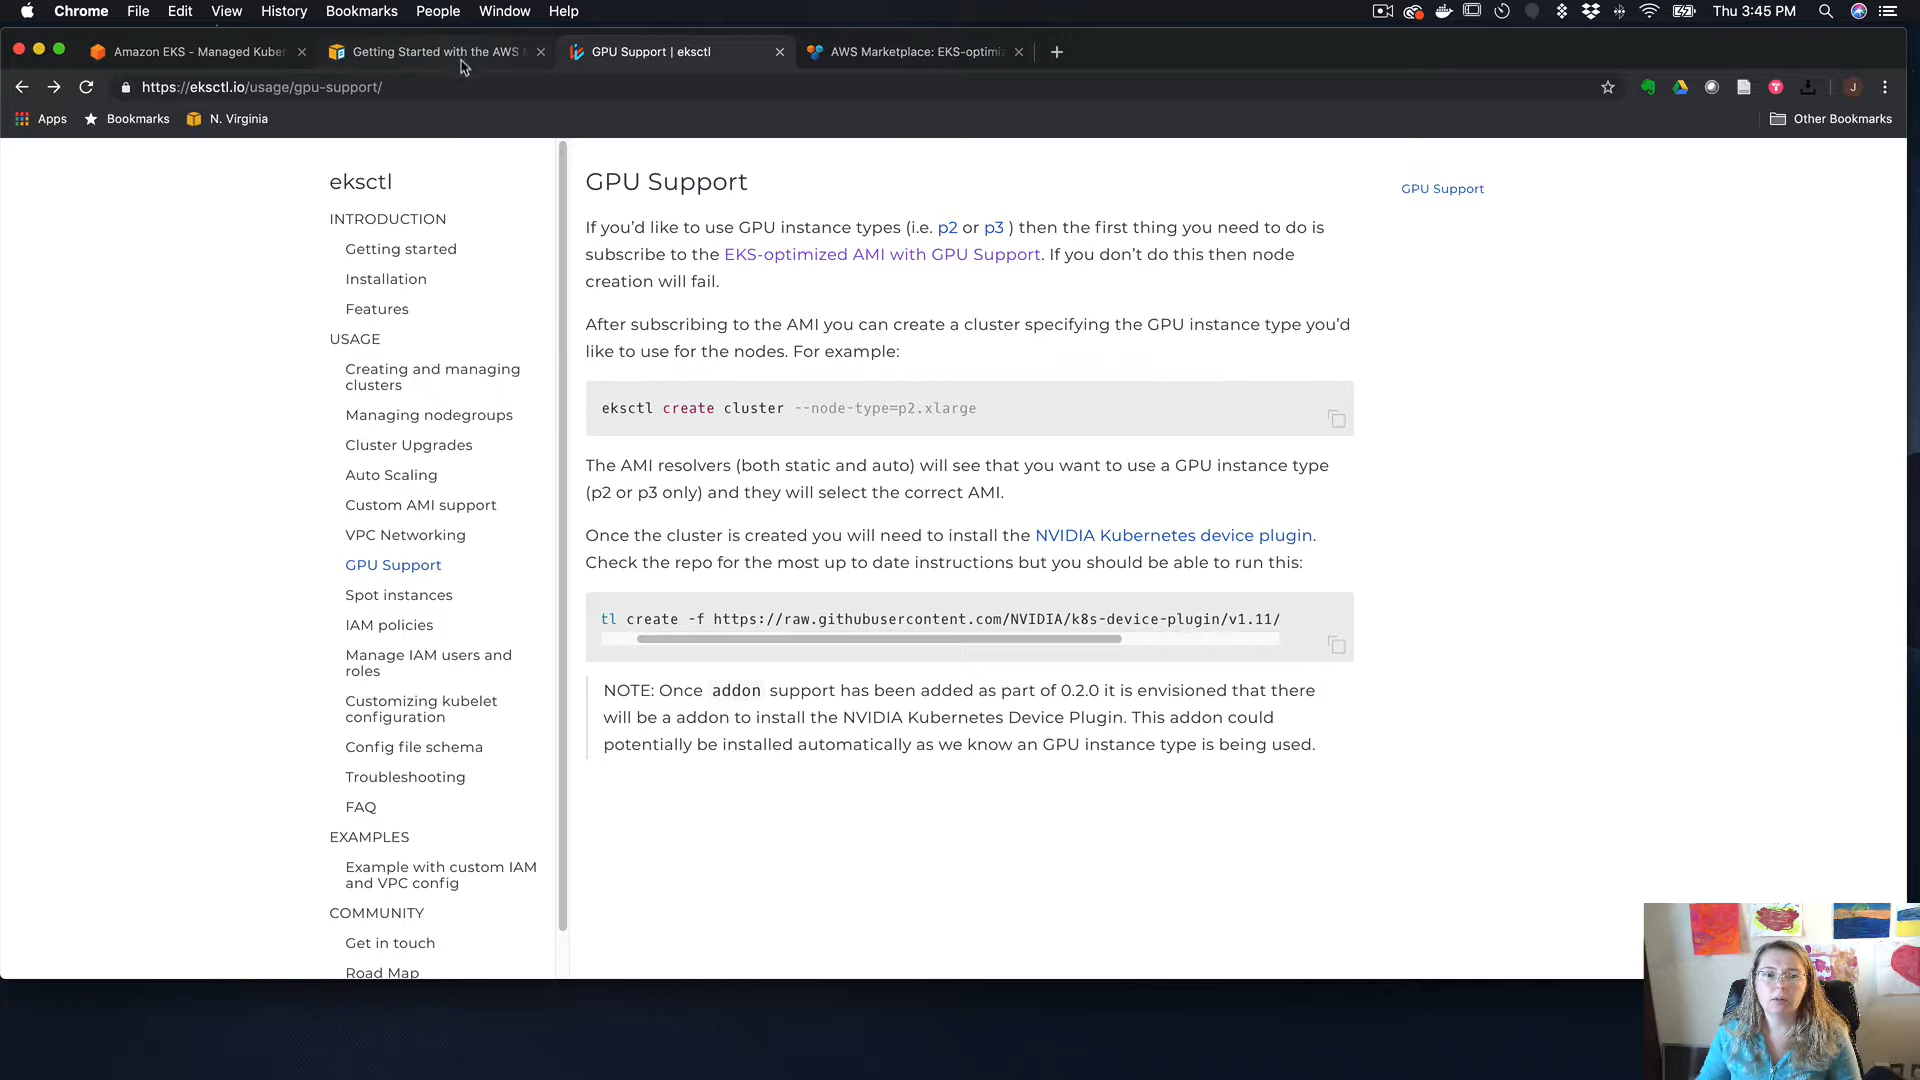 Chrome File Edit View History Bookmarks People Window Help Thu 3:45 PM
Amazon EKS - Managed Kuber Getting Started with the AWS GPU Support | eksctl AWS Marketplace: EKS-optimi
https://eksctl.io/usage/gpu-support/
Apps Bookmarks N. Virginia Other Bookmarks
eksctl
INTRODUCTION
Getting started
Installation
Features
USAGE
Creating and managing
clusters
Managing nodegroups
Cluster Upgrades
Auto Scaling
Custom AMI support
VPC Networking
GPU Support
Spot instances
IAM policies
Manage IAM users and
roles
Customizing kubelet
configuration
Config file schema
Troubleshooting
FAQ
EXAMPLES
Example with custom IAM
and VPC config
COMMUNITY
Get in touch
Road Map
GPU Support
If you'd like to use GPU instance types (i.e. p2 or p3 ) then the first thing you need to do is
subscribe to the EKS-optimized AMI with GPU Support. If you don't do this then node
creation will fail.
After subscribing to the AMI you can create a cluster specifying the GPU instance type you'd
like to use for the nodes. For example:
eksctl create cluster --node-type=p2.xlarge
The AMI resolvers (both static and auto) will see that you want to use a GPU instance type
(p2 or p3 only) and they will select the correct AMI.
Once the cluster is created you will need to install the NVIDIA Kubernetes device plugin.
Check the repo for the most up to date instructions but you should be able to run this:
tl create -f https://raw.githubusercontent.com/NVIDIA/k8s-device-plugin/v1.11/
NOTE: Once addon support has been added as part of 0.2.0 it is envisioned that there
will be a addon to install the NVIDIA Kubernetes Device Plugin. This addon could
potentially be installed automatically as we know an GPU instance type is being used.
GPU Support
J